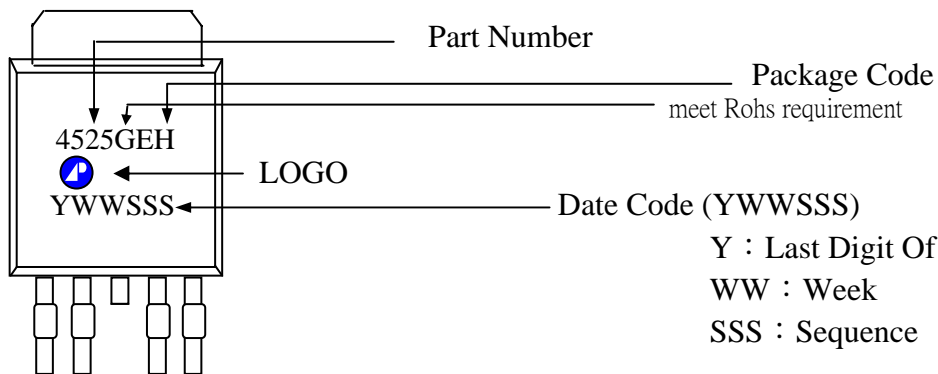 Part Number
Package Code
meet Rohs requirement
4525GEH
LOGO
YWWSSS
Date Code (YWWSSS)
Y：Last Digit Of
WW：Week
SSS：Sequence